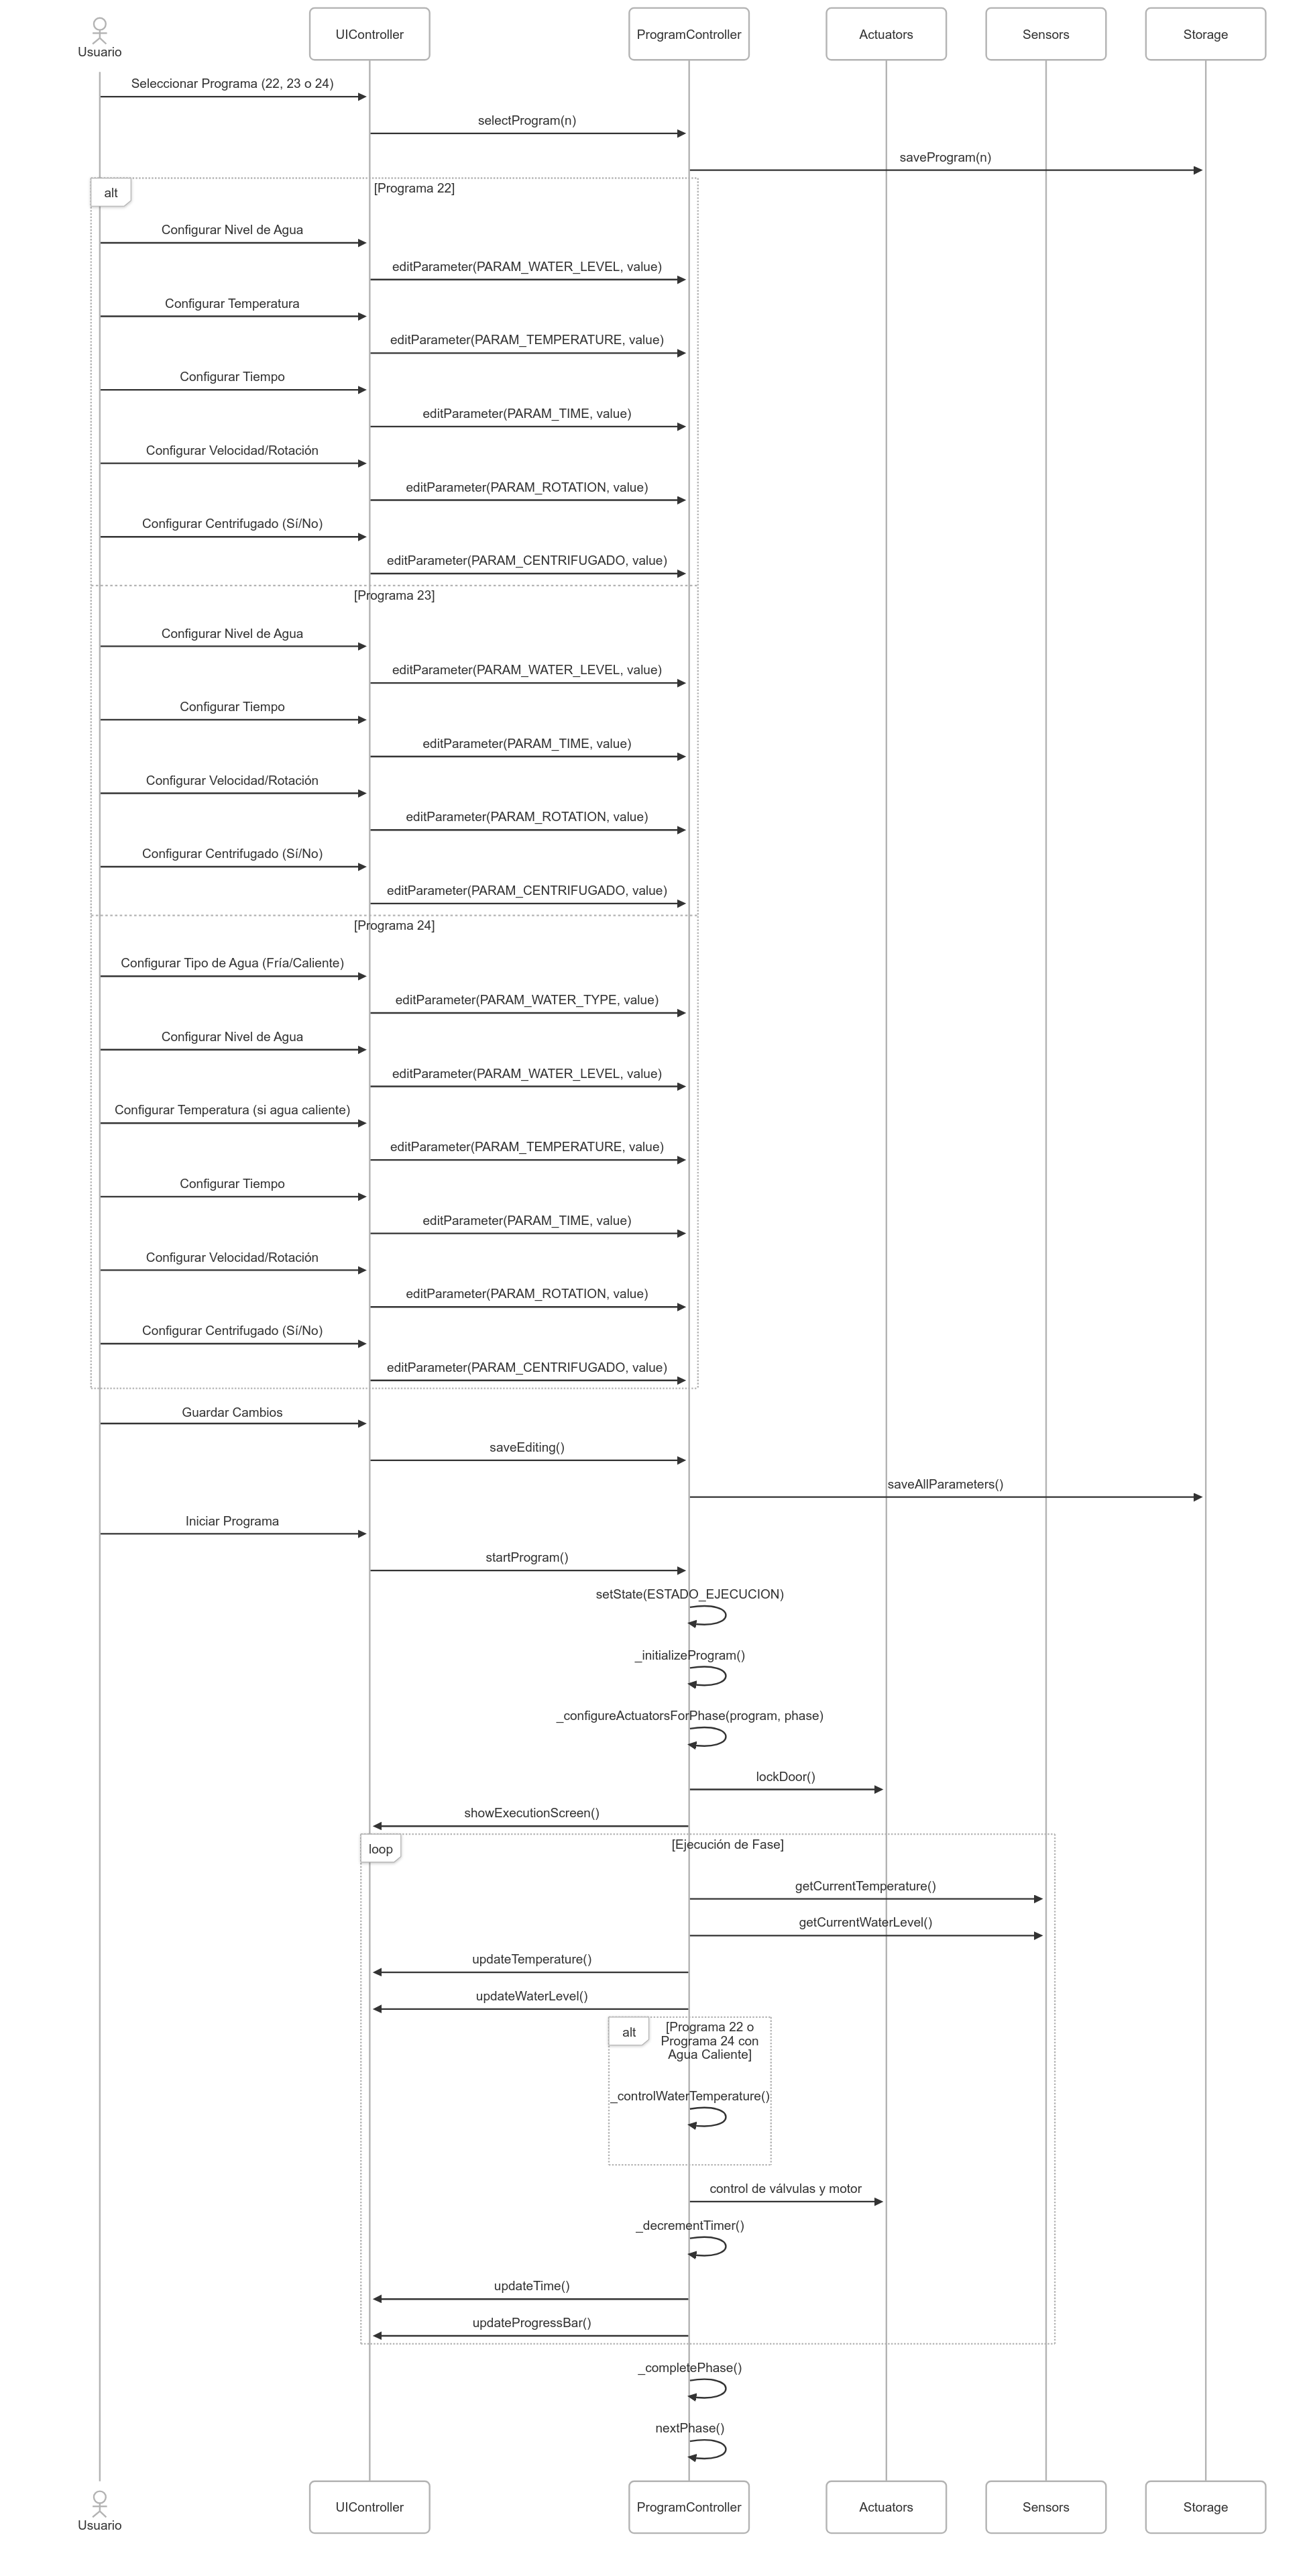 Usuario
UIController
ProgramController
Actuators
Sensors
Storage
Seleccionar Programa (22, 23 o 24)
selectProgram(n)
saveProgram(n)
alt
[Programa 22]
Configurar Nivel de Agua
editParameter(PARAM_WATER_LEVEL, value)
Configurar Temperatura
editParameter(PARAM_TEMPERATURE, value)
Configurar Tiempo
editParameter(PARAM_TIME, value)
Configurar Velocidad/Rotación
editParameter(PARAM_ROTATION, value)
Configurar Centrifugado (Sí/No)
editParameter(PARAM_CENTRIFUGADO, value)
[Programa 23]
Configurar Nivel de Agua
editParameter(PARAM_WATER_LEVEL, value)
Configurar Tiempo
editParameter(PARAM_TIME, value)
Configurar Velocidad/Rotación
editParameter(PARAM_ROTATION, value)
Configurar Centrifugado (Sí/No)
editParameter(PARAM_CENTRIFUGADO, value)
[Programa 24]
Configurar Tipo de Agua (Fría/Caliente)
editParameter(PARAM_WATER_TYPE, value)
Configurar Nivel de Agua
editParameter(PARAM_WATER_LEVEL, value)
Configurar Temperatura (si agua caliente)
editParameter(PARAM_TEMPERATURE, value)
Configurar Tiempo
editParameter(PARAM_TIME, value)
Configurar Velocidad/Rotación
editParameter(PARAM_ROTATION, value)
Configurar Centrifugado (Sí/No)
editParameter(PARAM_CENTRIFUGADO, value)
Guardar Cambios
saveEditing()
saveAllParameters()
Iniciar Programa
startProgram()
setState(ESTADO_EJECUCION)
_initializeProgram()
_configureActuatorsForPhase(program, phase)
lockDoor()
showExecutionScreen()
loop
[Ejecución de Fase]
getCurrentTemperature()
getCurrentWaterLevel()
updateTemperature()
updateWaterLevel()
alt
[Programa 22 o
Programa 24 con
Agua Caliente]
_controlWaterTemperature()
control de válvulas y motor
_decrementTimer()
updateTime()
updateProgressBar()
_completePhase()
nextPhase()
Usuario
UIController
ProgramController
Actuators
Sensors
Storage